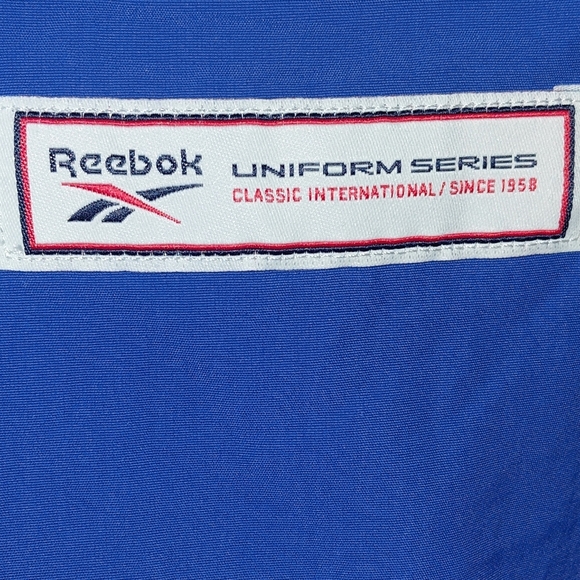 Reebok
UNIFORM SERIES
CLASSIC INTERNATIONAL / SINCE 1958